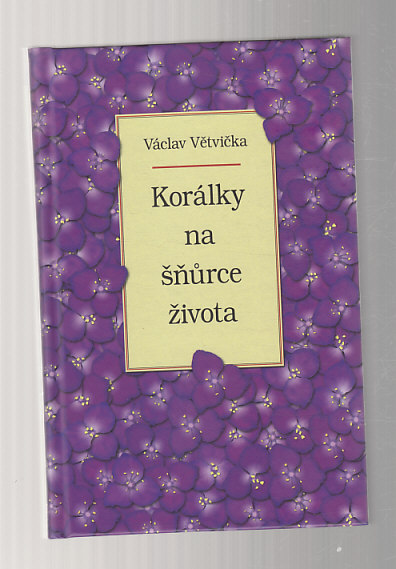 Václav Větvička
Korálky
na
šňůrce
života